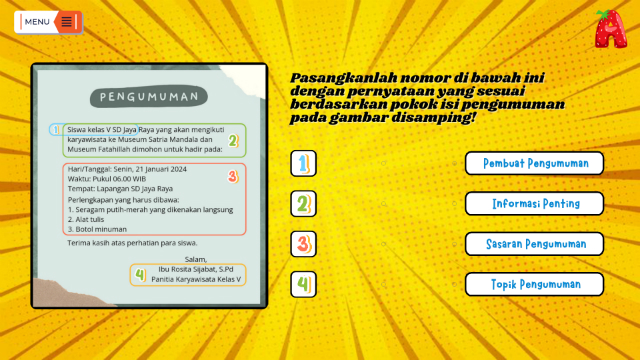 MENU
A
PENGUMUMAN
1 Siswa kelas V SD Jaya Raya yang akan mengikuti
karyawisata ke Museum Satria Mandala dan 2
Museum Fatahillah dimohon untuk hadir pada:
Hari/Tanggal: Senin, 21 Januari 2024
Waktu: Pukul 06.00 WIB 3
Tempat: Lapangan SD Jaya Raya
Perlengkapan yang harus dibawa:
1. Seragam putih-merah yang dikenakan langsung
2. Alat tulis
3. Botol minuman
Terima kasih atas perhatian para siswa.
Salam,
4 Ibu Rosita Sijabat, S.Pd
Panitia Karyawisata Kelas V
Pasangkanlah nomor di bawah ini
dengan pernyataan yang sesuai
berdasarkan pokok isi pengumuman
pada gambar disamping!
1 Pembuat Pengumuman
2 Informasi Penting
3 Sasaran Pengumuman
4 Topik Pengumuman